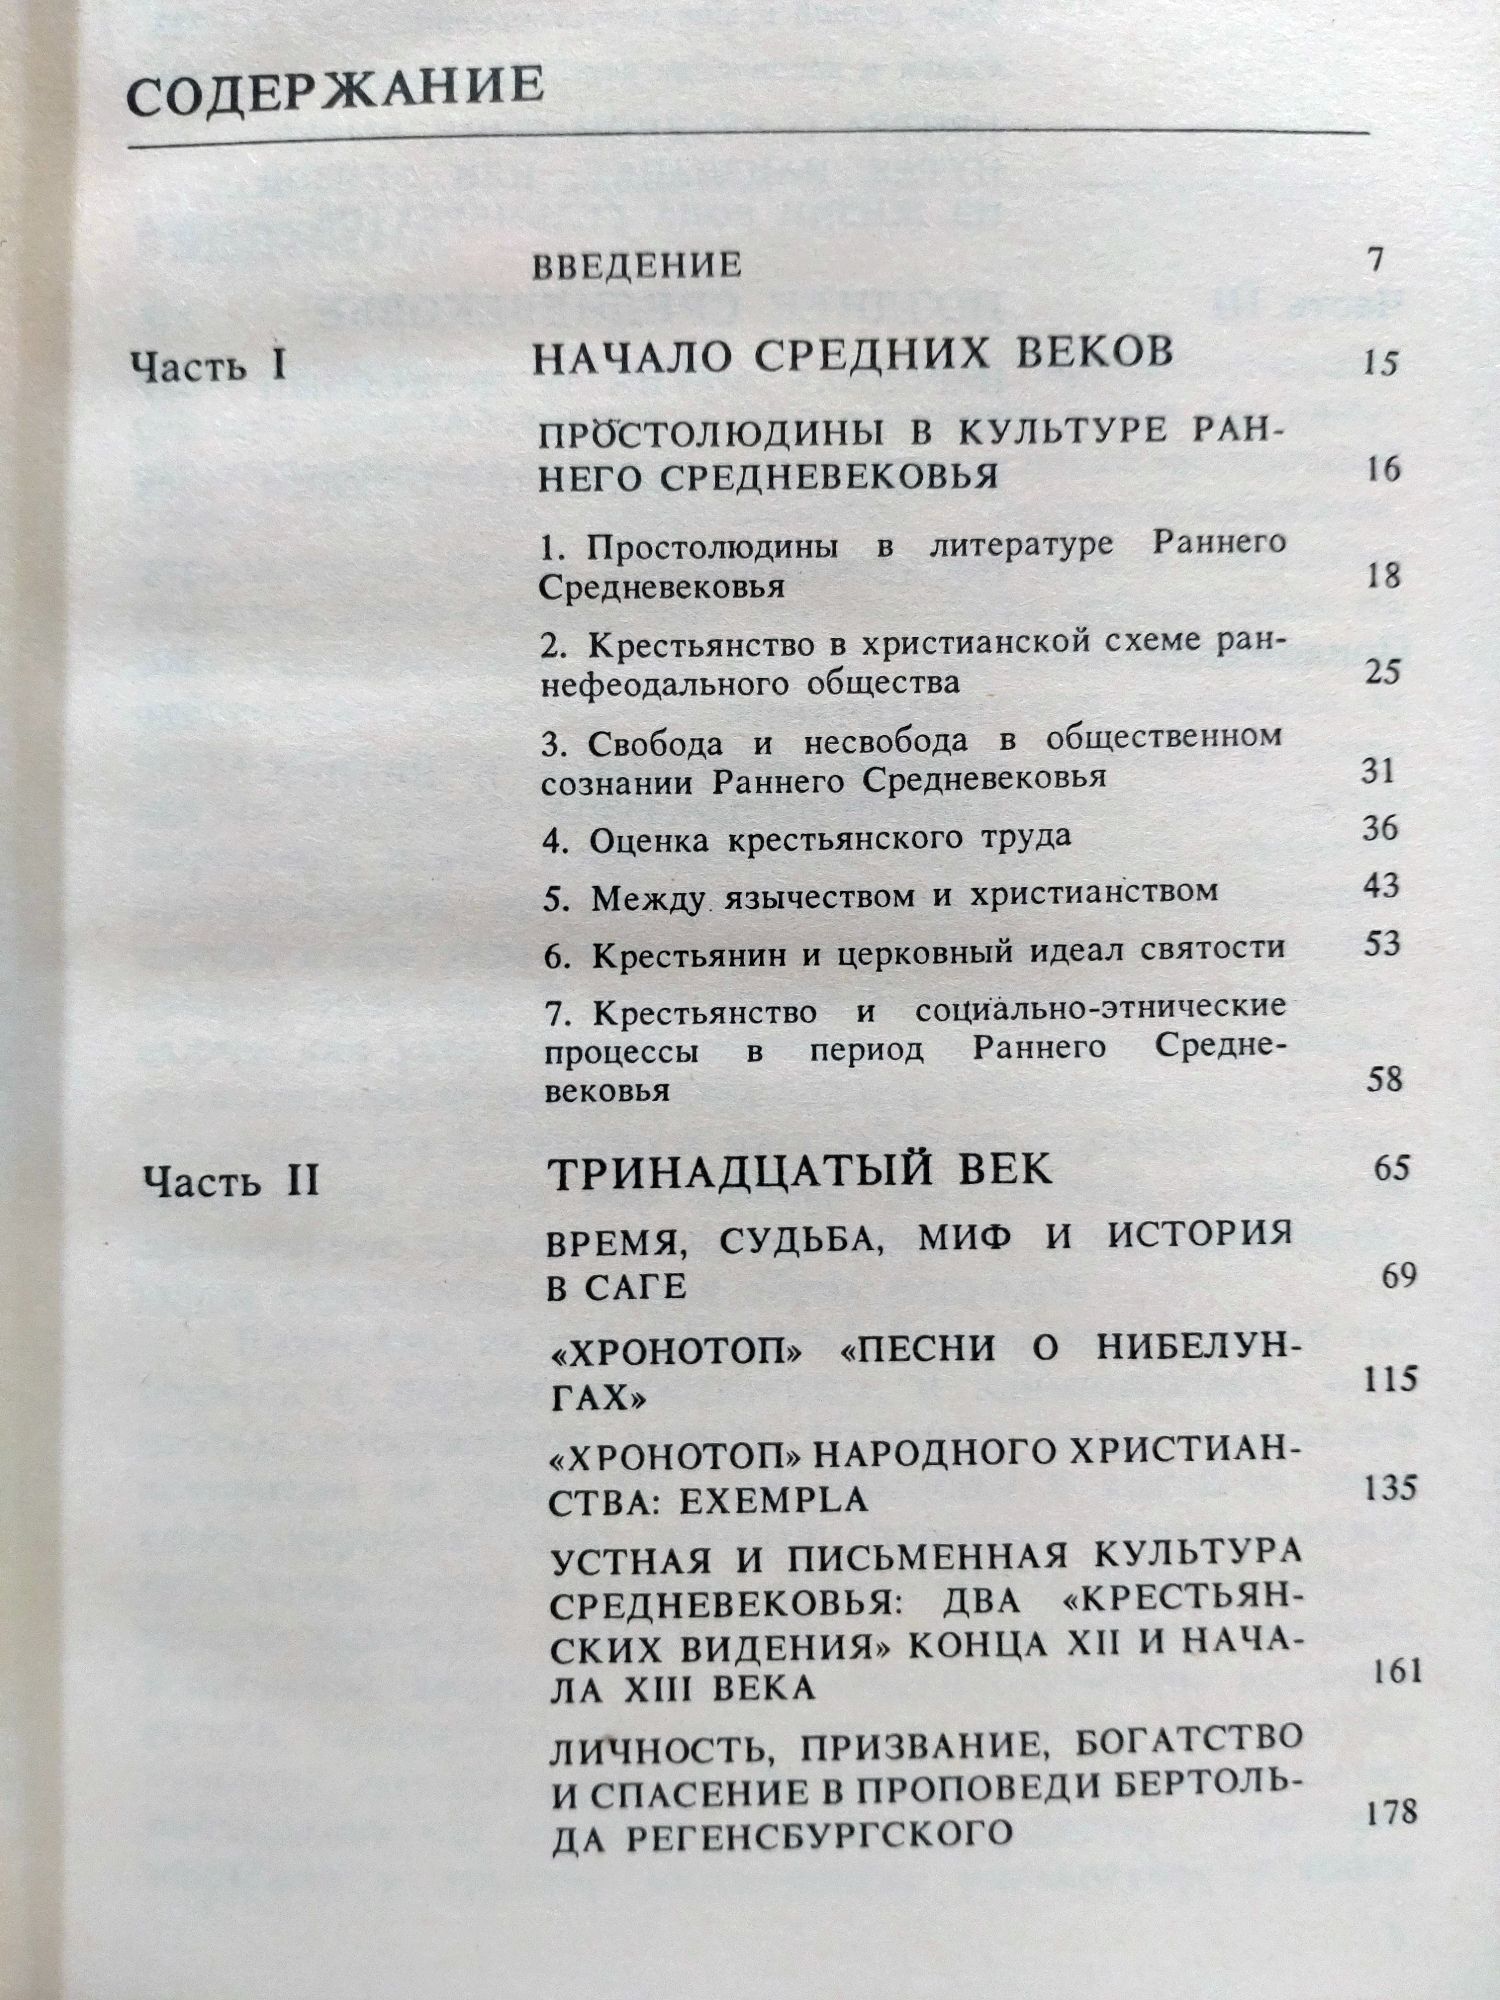 СОДЕРЖАНИЕ
ВВЕДЕНИЕ 7
Часть I НАЧАЛО СРЕДНИХ ВЕКОВ 15
ПРОСТОЛЮДИНЫ В КУЛЬТУРЕ РАН-
НЕГО СРЕДНЕВЕКОВЬЯ 16
1. Простолюдины в литературе Раннего
Средневековья 18
2. Крестьянство в христианской схеме ран-
нефеодального общества 25
3. Свобода и несвобода в общественном
сознании Раннего Средневековья 31
4. Оценка крестьянского труда 36
5. Между язычеством и христианством 43
6. Крестьянин и церковный идеал святости 53
7. Крестьянство и социально-этнические
процессы в период Раннего Средне-
вековья 58
Часть II ТРИНАДЦАТЫЙ ВЕК 65
ВРЕМЯ, СУДЬБА, МИФ И ИСТОРИЯ
В САГЕ 69
«ХРОНОТОП» «ПЕСНИ О НИБЕЛУН-
ГАХ» 115
«ХРОНОТОП» НАРОДНОГО ХРИСТИАН-
СТВА: EXEMPLA 135
УСТНАЯ И ПИСЬМЕННАЯ КУЛЬТУРА
СРЕДНЕВЕКОВЬЯ: ДВА «КРЕСТЬЯН-
СКИХ ВИДЕНИЯ» КОНЦА XII И НАЧА-
ЛА XIII ВЕКА 161
ЛИЧНОСТЬ, ПРИЗВАНИЕ, БОГАТСТВО
И СПАСЕНИЕ В ПРОПОВЕДИ БЕРТОЛЬ-
ДА РЕГЕНСБУРГСКОГО 178